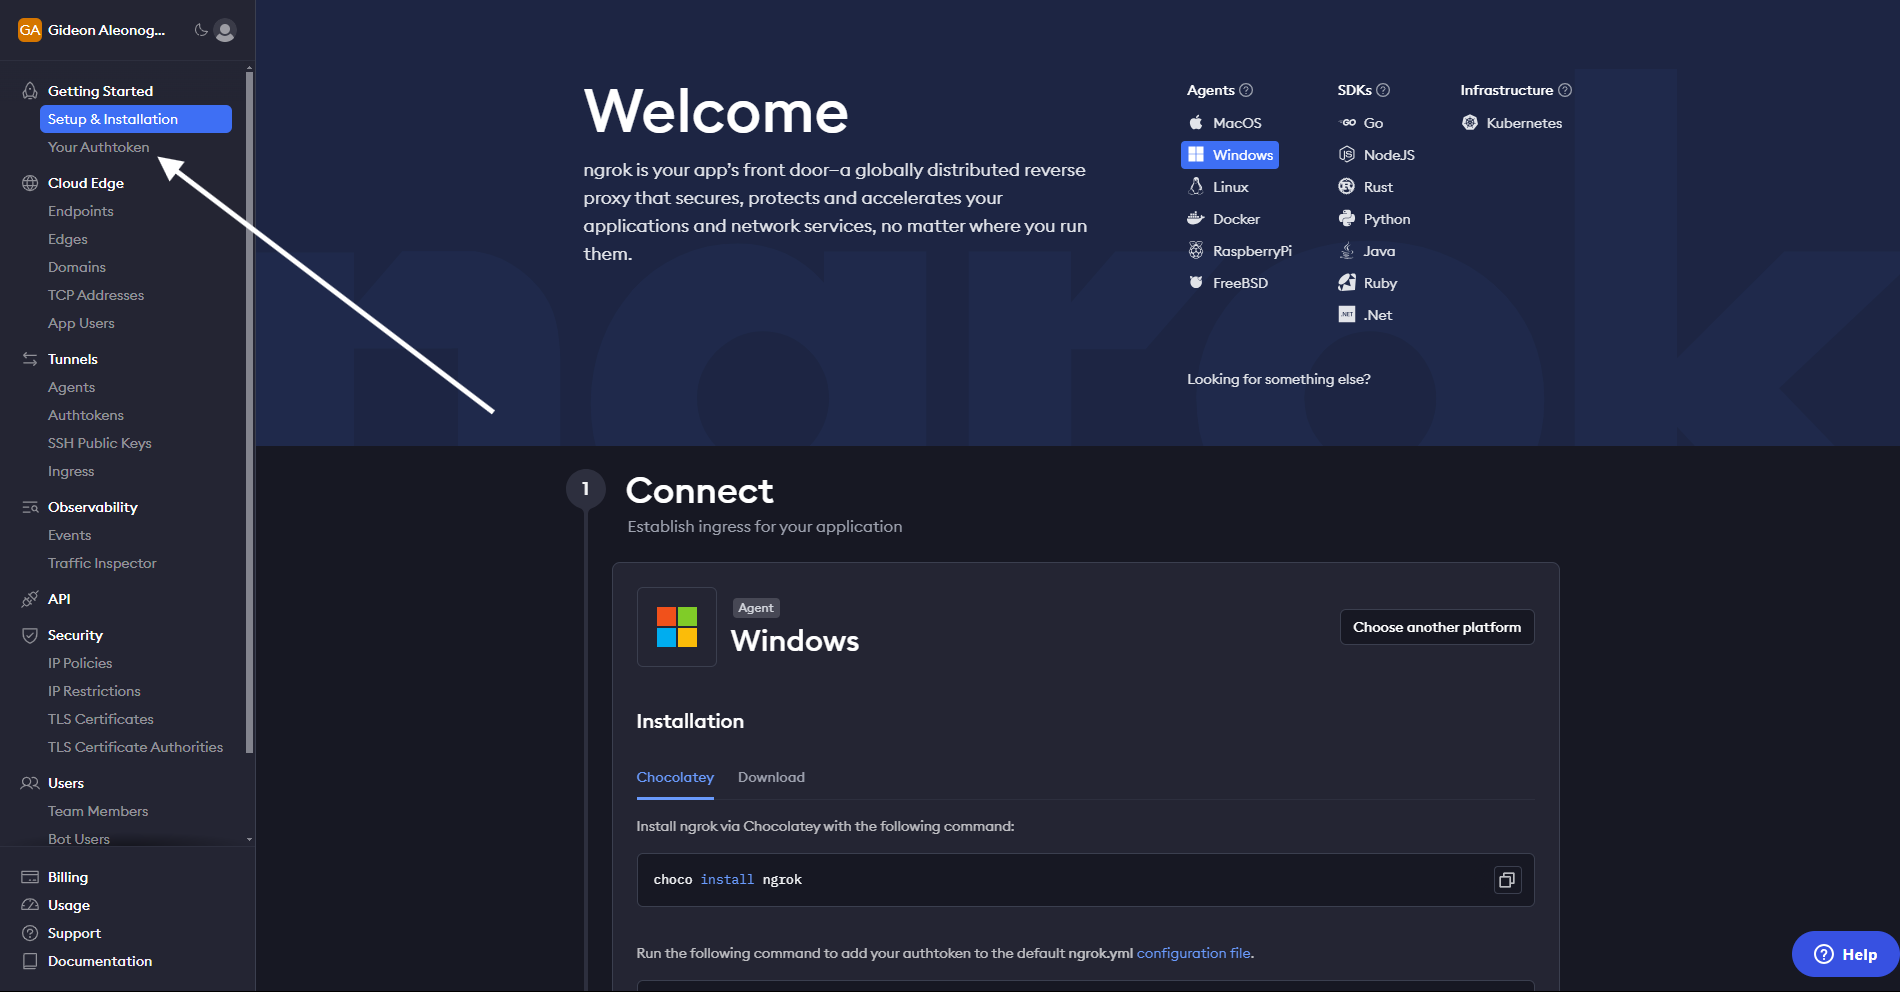 GA Gideon Aleonog...
Getting Started
Setup & Installation
Your Authtoken
Cloud Edge
Endpoints
Edges
Domains
TCP Addresses
App Users
Tunnels
Agents
Authtokens
SSH Public Keys
Ingress
Observability
Events
Traffic Inspector
API
Security
IP Policies
IP Restrictions
TLS Certificates
TLS Certificate Authorities
Users
Team Members
Bot Users
Billing
Usage
Support
Documentation
ngrok
Welcome
ngrok is your app's front door—a globally distributed reverse
proxy that secures, protects and accelerates your
applications and network services, no matter where you run
them.
Agents
MacOS
Windows
Linux
Docker
RaspberryPi
FreeBSD
SDKs
GO Go
NodeJS
Rust
Python
Java
Ruby
.NET .Net
Infrastructure
Kubernetes
Looking for something else?
1 Connect
Establish ingress for your application
Agent
Windows
Choose another platform
Installation
Chocolatey Download
Install ngrok via Chocolatey with the following command:
choco install ngrok
Run the following command to add your authtoken to the default ngrok.yml configuration file.
Help